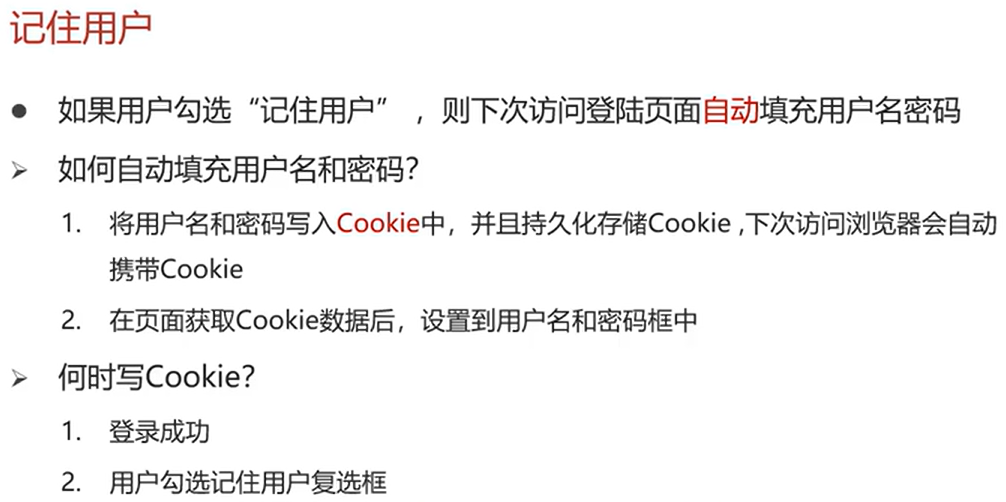 记住用户
● 如果用户勾选“记住用户”，则下次访问登陆页面自动填充用户名密码
➢ 如何自动填充用户名和密码？
1. 将用户名和密码写入Cookie中，并且持久化存储Cookie ,下次访问浏览器会自动
携带Cookie
2. 在页面获取Cookie数据后，设置到用户名和密码框中
➢ 何时写Cookie？
1. 登录成功
2. 用户勾选记住用户复选框